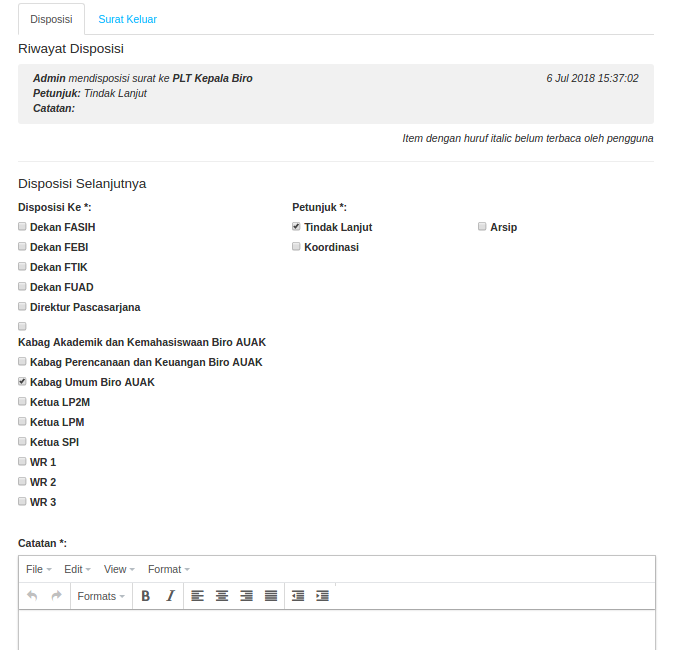 Disposisi Surat Keluar
Riwayat Disposisi
Admin mendisposisi surat ke PLT Kepala Biro 6 Jul 2018 15:37:02
Petunjuk: Tindak Lanjut
Catatan:
Item dengan huruf italic belum terbaca oleh pengguna
Disposisi Selanjutnya
Disposisi Ke *: Petunjuk *:
Dekan FASIH Tindak Lanjut Arsip
Dekan FEBI Koordinasi
Dekan FTIK
Dekan FUAD
Direktur Pascasarjana
Kabag Akademik dan Kemahasiswaan Biro AUAK
Kabag Perencanaan dan Keuangan Biro AUAK
Kabag Umum Biro AUAK
Ketua LP2M
Ketua LPM
Ketua SPI
WR 1
WR 2
WR 3
Catatan *:
File Edit View Format
Formats B I